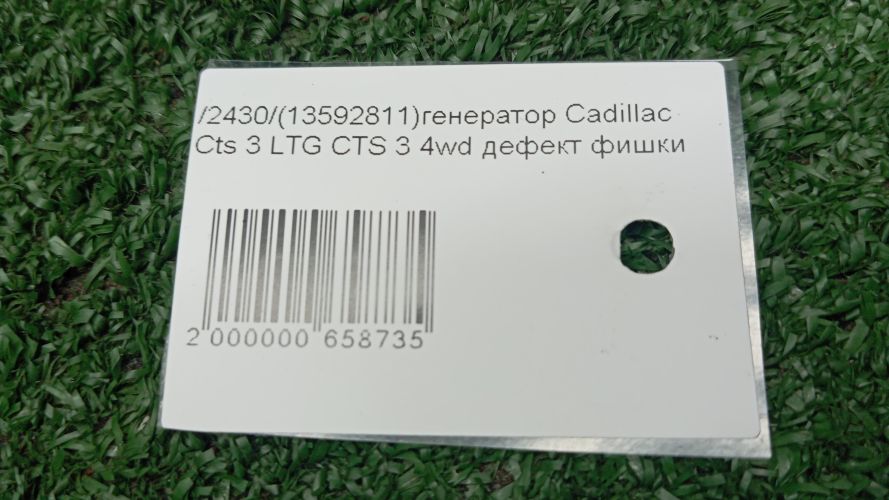 /2430/(13592811)генератор Cadillac
Cts 3 LTG CTS 3 4wd дефект фишки
2 000000 658735